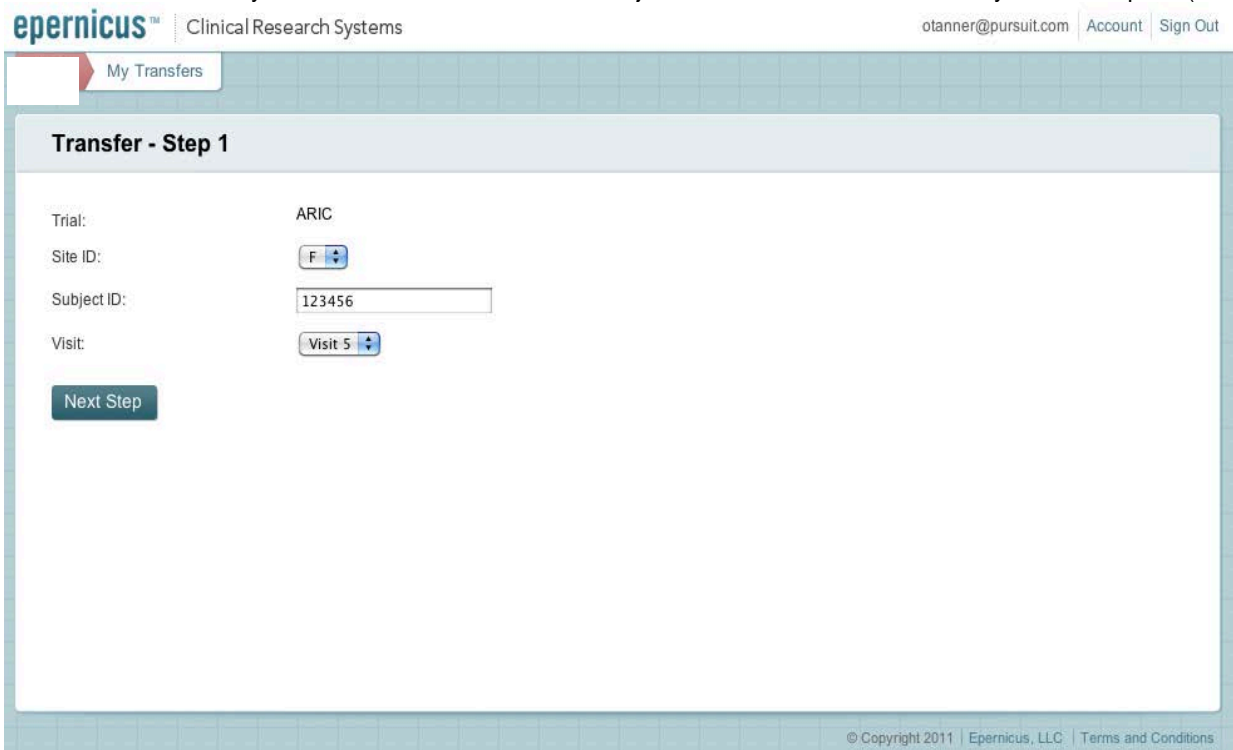 epernicus™ Clinical Research Systems otanner@pursuit.com Account Sign Out
My Transfers
Transfer - Step 1
Trial: ARIC
Site ID: F
Subject ID: 123456
Visit: Visit 5
Next Step
© Copyright 2011 Epernicus, LLC Terms and Conditions